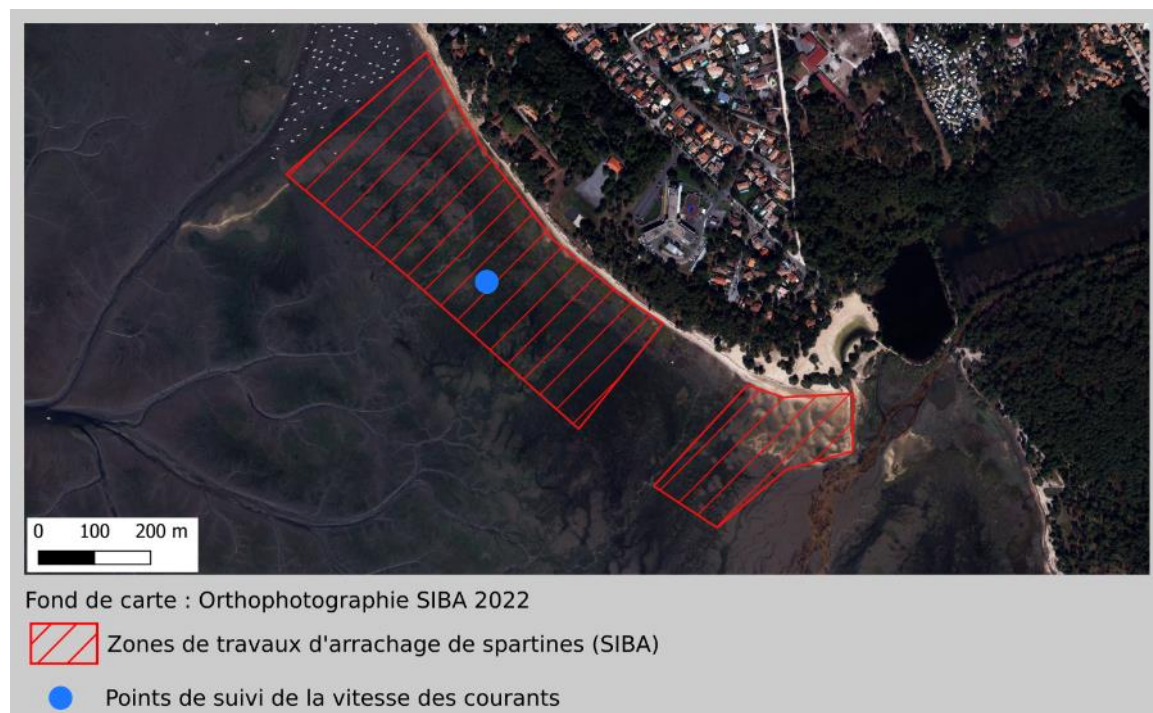 0 100 200 m
Fond de carte : Orthophotographie SIBA 2022
Zones de travaux d'arrachage de spartines (SIBA)
Points de suivi de la vitesse des courants